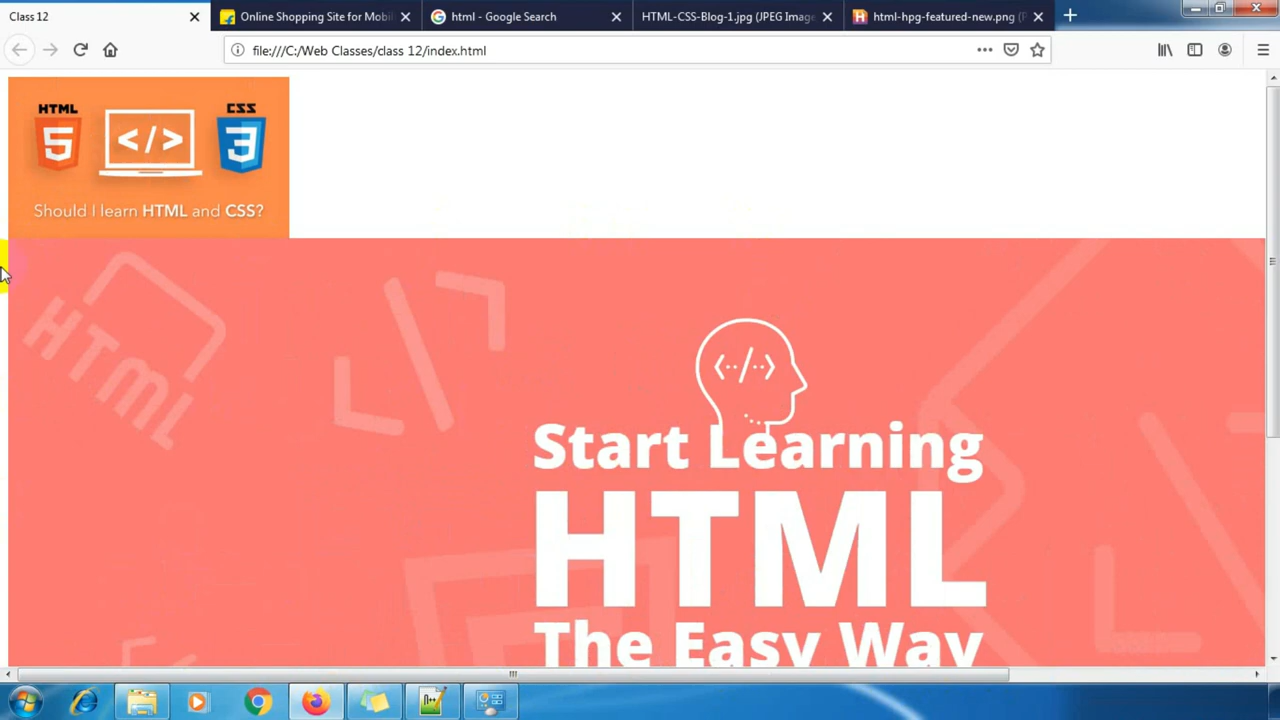 Class 12
Online Shopping Site for Mobil
html - Google Search
HTML-CSS-Blog-1.jpg (JPEG Image
html-hpg-featured-new.png (P
file:///C:/Web Classes/class 12/index.html
HTML
CSS
5
</>
3
Should I learn HTML and CSS?
HTML
<··/··>
Start Learning
HTML
The Easy Way